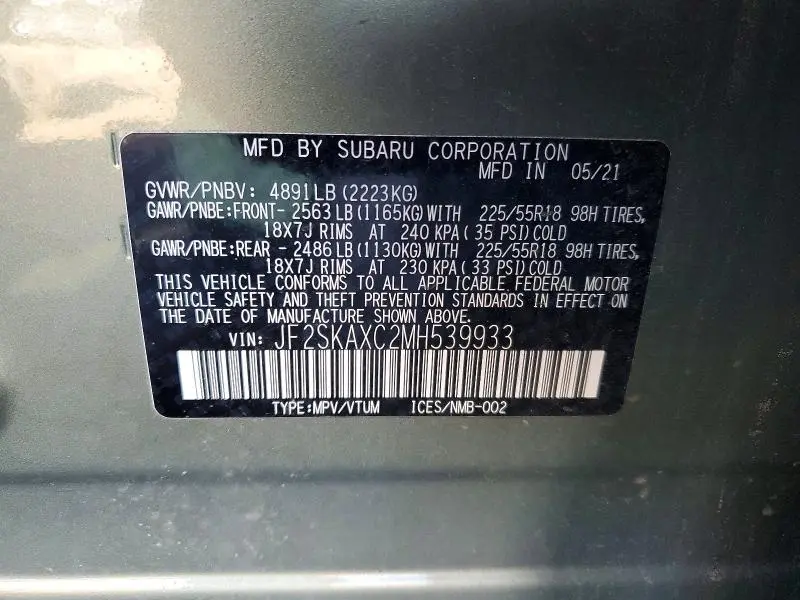 MFD BY SUBARU CORPORATION
MFD IN 05/21
GVWR/PNBV: 4891LB (2223KG)
GAWR/PNBE:FRONT- 2563 LB (1165KG) WITH 225/55R18 98H TIRES,
18X7J RIMS AT 240 KPA ( 35 PSI) COLD
GAWR/PNBE:REAR - 2486 LB (1130KG) WITH 225/55R18 98H TIRES,
18X7J RIMS AT 230 KPA ( 33 PSI) COLD
THIS VEHICLE CONFORMS TO ALL APPLICABLE FEDERAL MOTOR
VEHICLE SAFETY AND THEFT PREVENTION STANDARDS IN EFFECT ON
THE DATE OF MANUFACTURE SHOWN ABOVE.
VIN: JF2SKAXC2MH539933
TYPE:MPV/VTUM ICES/NMB-002